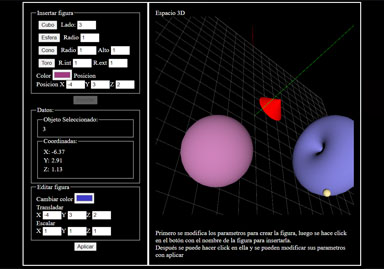 Insertar figura
Cubo Lado: 3
Esfera Radio 1
Cono Radio 1 Alto 1
Toro R.int 1 R.ext 1
Color Posicion
Posicion X -4 Y 3 Z 2
Datos:
Objeto Seleccionado:
3
Coordenadas:
X: -6.37
Y: 2.91
Z: 1.13
Editar figura
Cambiar color
Transladar
X -4 Y 3 Z 2
Escalar
X 1 Y 1 Z 1
Aplicar
Espacio 3D
Primero se modifica los parametros para crear la figura, luego se hace click
en el botón con el nombre de la figura para insertarla.
Después se puede hacer click en ella y se pueden modificar sus parametros
con aplicar